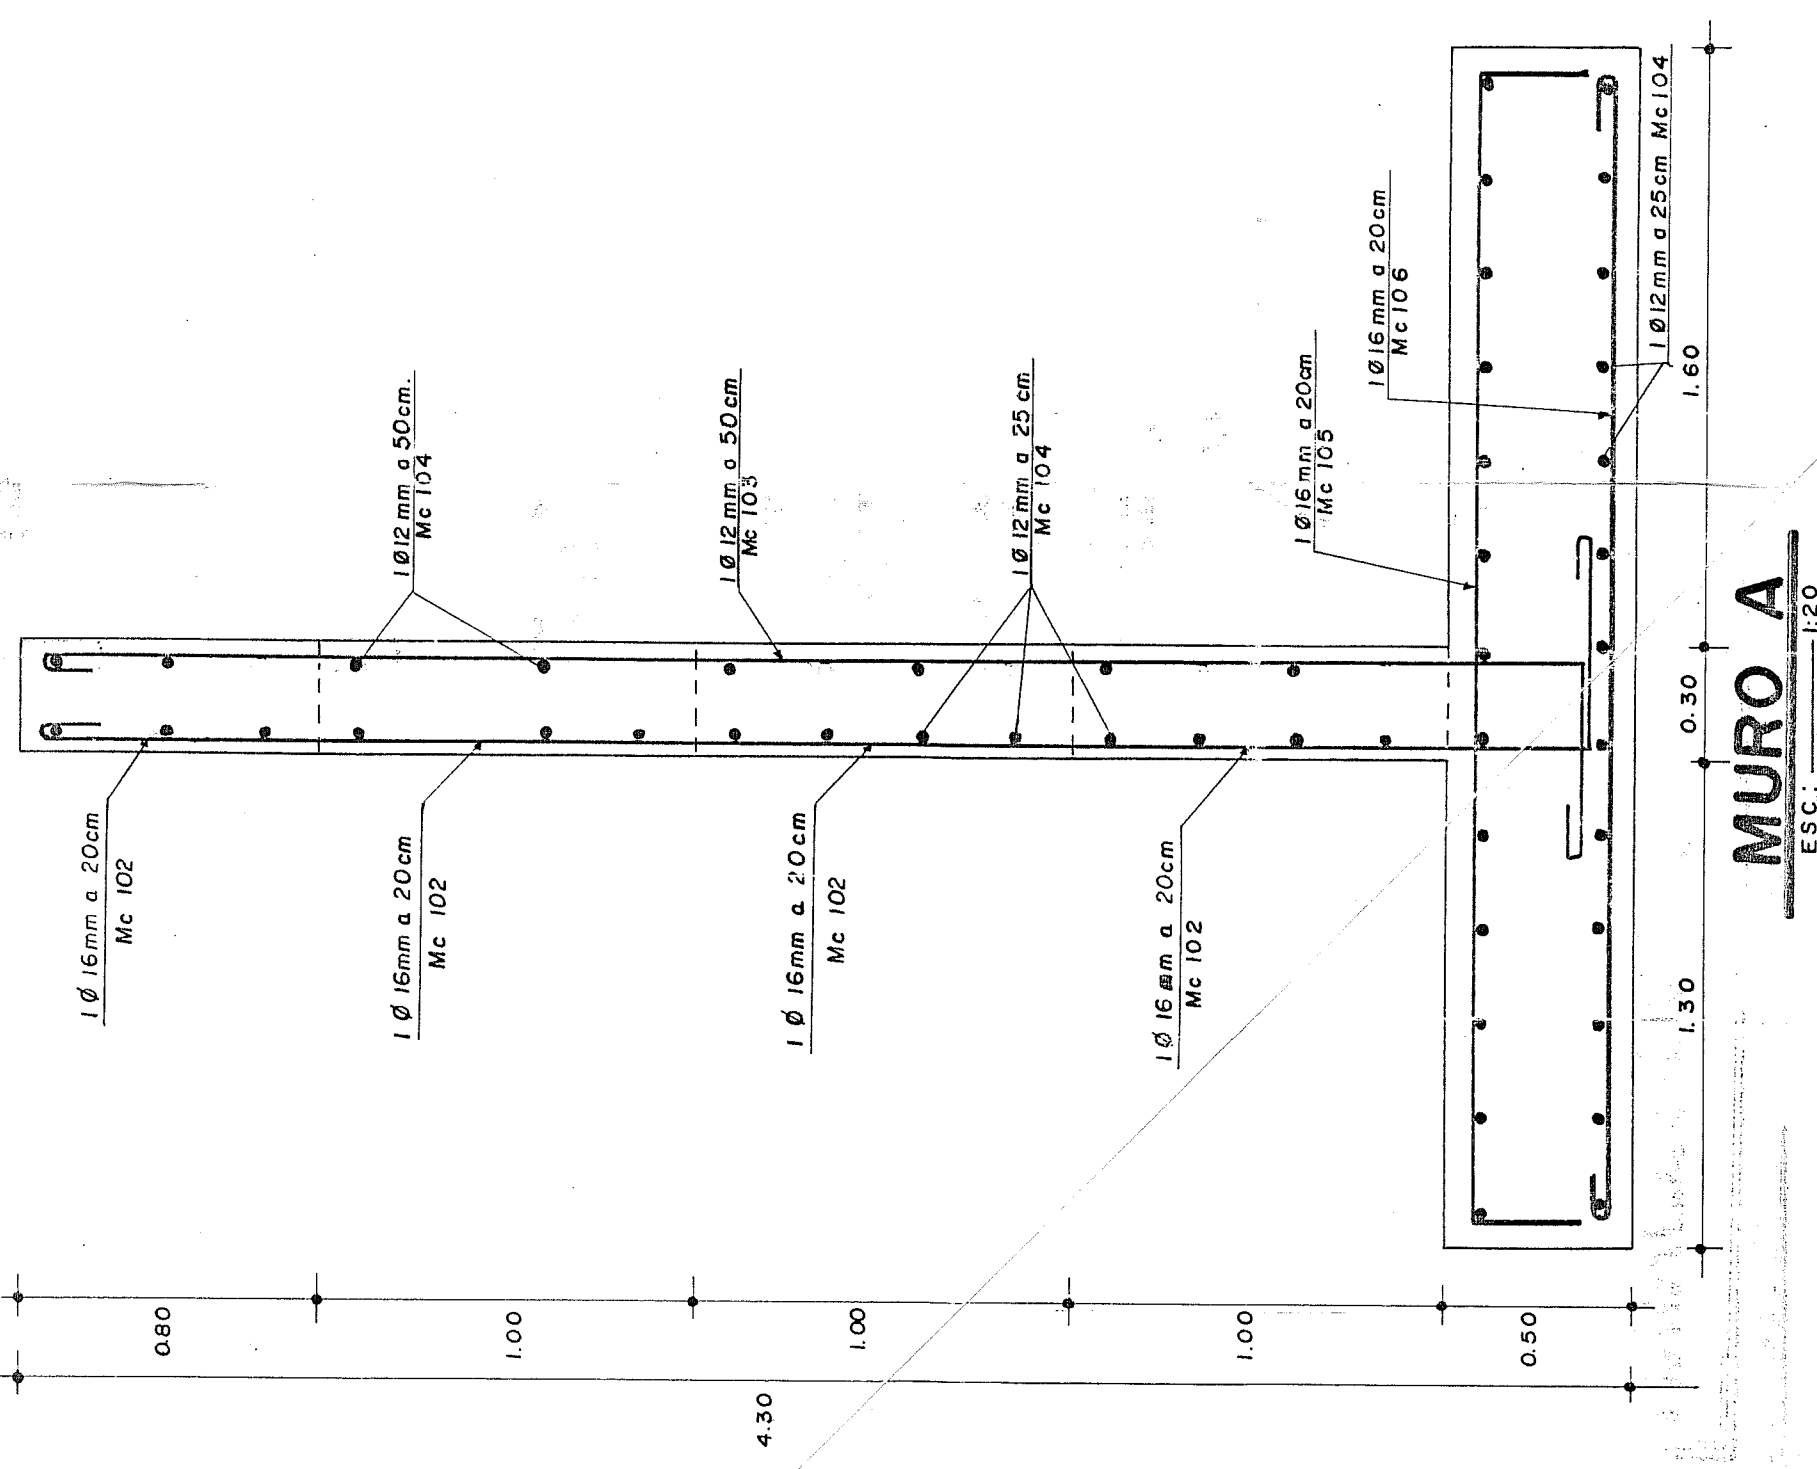 1 Ø 16mm a 20cm
Mc 102
1 Ø 16mm a 20cm
Mc 102
1 Ø 16mm a 20cm
Mc 102
1 Ø 16mm a 20cm
Mc 102
1 Ø 12 mm a 50cm.
Mc 104
1 Ø 12 mm a 50cm
Mc 103
1 Ø 12 mm a 25 cm
Mc 104
1 Ø 16 mm a 20cm
Mc 105
1 Ø 16 mm a 20cm
Mc 106
1 Ø 12 mm a 25cm Mc 104
0.80
1.00
1.00
1.00
0.50
4.30
1.30
0.30
1.60
MURO A
ESC.: 1:20